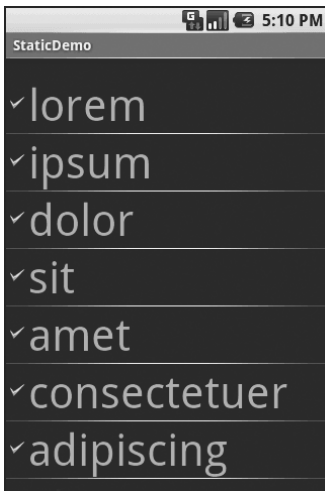 G 5:10 PM
StaticDemo
lorem
ipsum
dolor
sit
amet
consectetuer
adipiscing